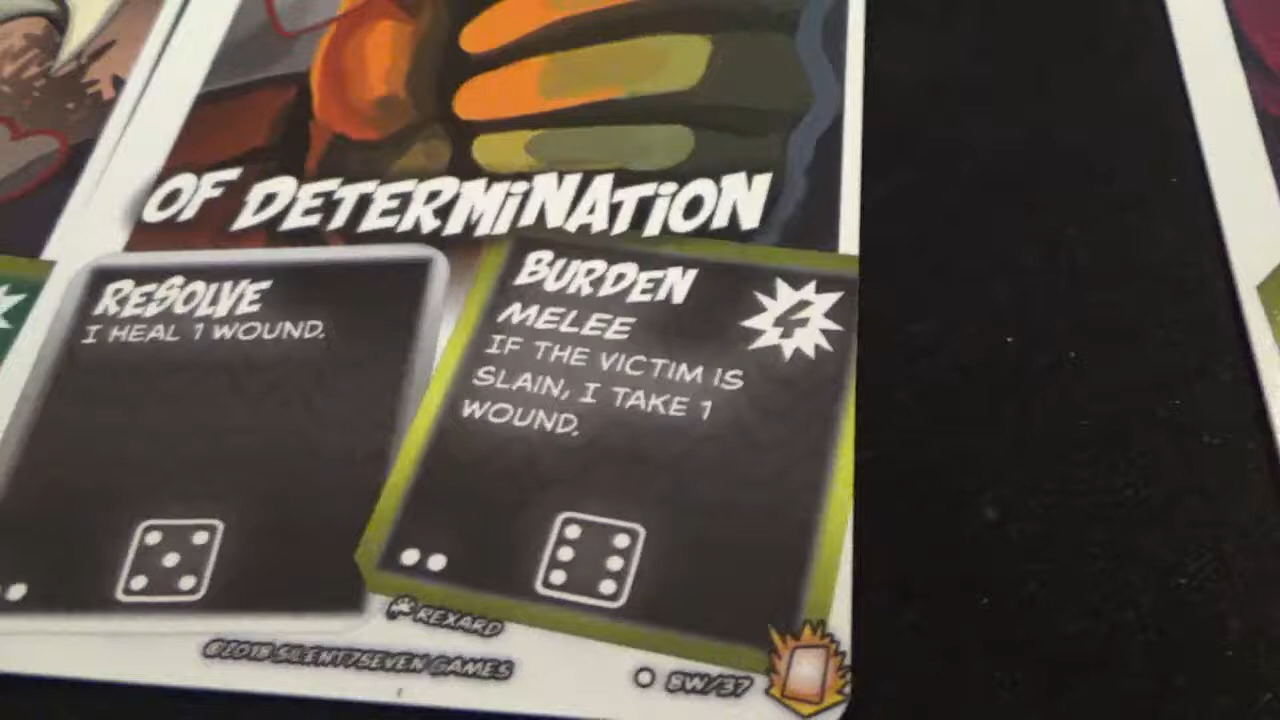 OF DETERMINATION
RESOLVE
I HEAL 1 WOUND.
BURDEN
MELEE
IF THE VICTIM IS
SLAIN, I TAKE 1
WOUND.
4
REXARD
©2018 SILENT7SEVEN GAMES
BW/37